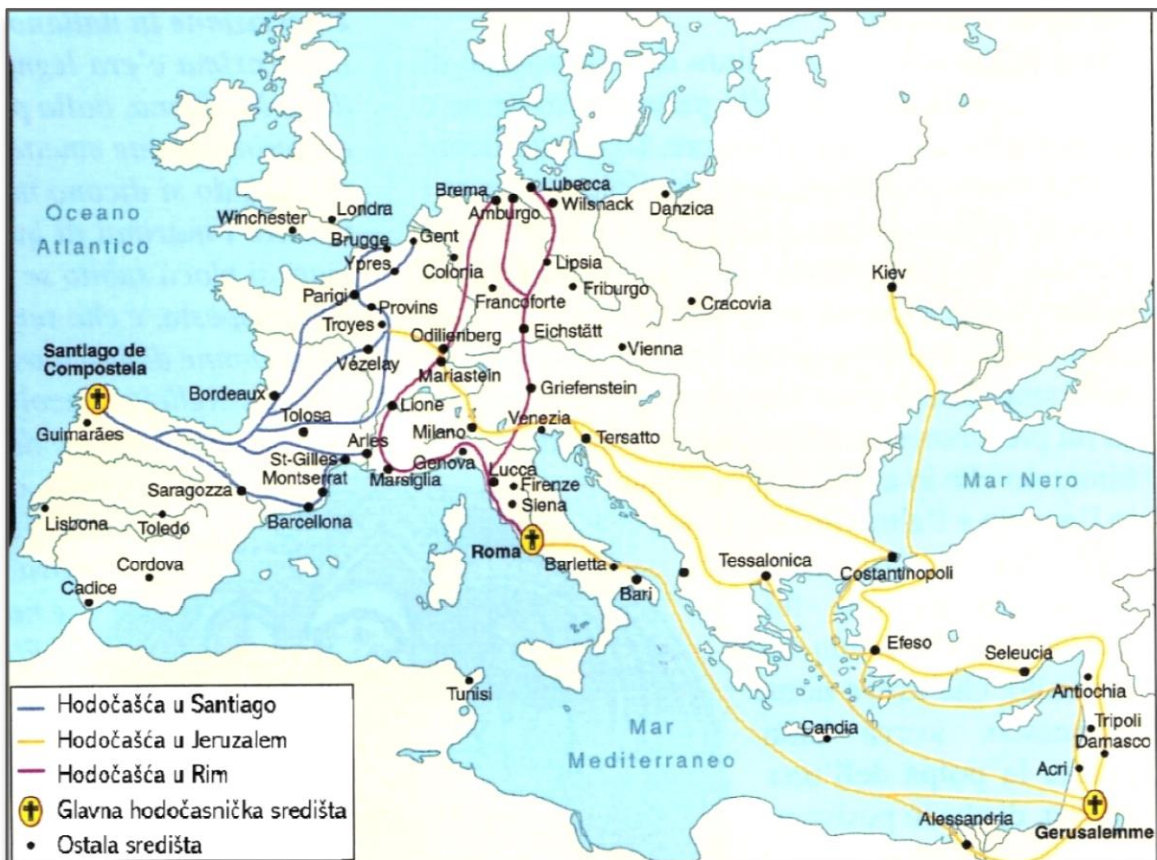 Oceano
Atlantico
Winchester
Londra
Brugge
Gent
Ypres
Colonia
Parigi
Provins
Troyes
Vézelay
Odilienberg
Mariastein
Brema
Amburgo
Lubecca
Wilsnack
Danzica
Lipsia
Francoforte
Friburgo
Cracovia
Eichstätt
Vienna
Griefenstein
Kiev
Santiago de
Compostela
Guimarães
Bordeaux
Tolosa
Lione
Milano
Venezia
Tersatto
Arles
St-Gilles
Montserrat
Marsiglia
Genova
Lucca
Firenze
Siena
Saragozza
Barcellona
Lisbona
Toledo
Cordova
Cadice
Roma
Barletta
Bari
Tessalonica
Costantinopoli
Mar Nero
Efeso
Seleucia
Antiochia
Tripoli
Damasco
Acri
Gerusalemme
Alessandria
Candia
Tunisi
Mar
Mediterraneo
Hodočašća u Santiago
Hodočašća u Jeruzalem
Hodočašća u Rim
Glavna hodočasnička središta
Ostala središta